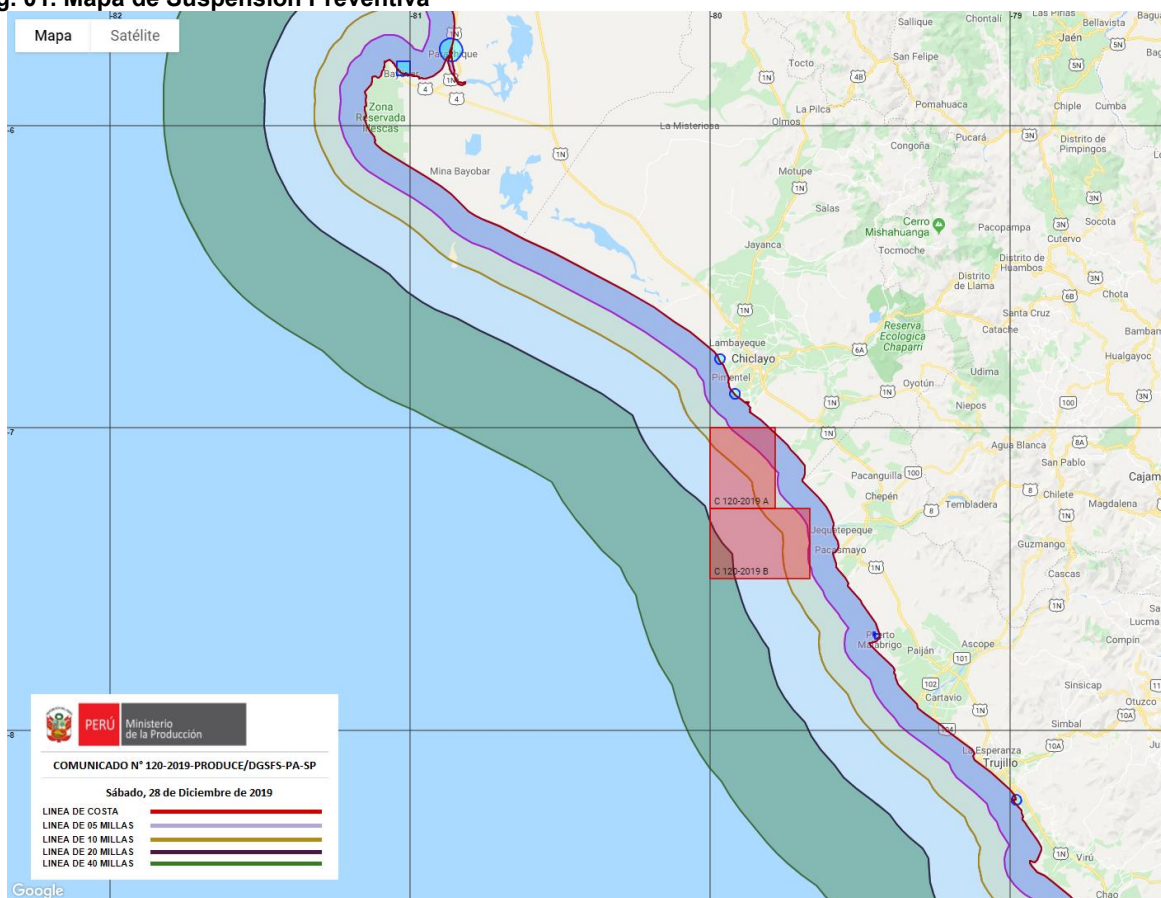 g. 01: Mapa de Suspensión Preventiva
Mapa
Satélite
-82
-81
-80
-79
Sallique
Chontalí
Las Pirias
Bellavista
Jaén
San Felipe
Tocto
La Pilca
Olmos
Pomahuaca
Chiple
Cumba
La Misteriosa
Pucará
Distrito de
Pimpingos
Congoña
-6
Zona
Reservada
Illescas
Mina Bayobar
Motupe
Salas
Cerro
Mishahuanga
Pacopampa
Socota
Cutervo
Tocmoche
Distrito de
Huambos
Jayanca
Distrito
de Llama
Chota
Santa Cruz
Catache
Reserva
Ecologica
Chaparri
Lambayeque
Chiclayo
Pimentel
Hualgayoc
Udima
Oyotún
Niepos
-7
Agua Blanca
San Pablo
Cajam
Pacanguilla
Chepén
Chilete
Magdalena
Tembladera
C 120-2019 A
Jequetepeque
Pacasmayo
Guzmango
Cascas
C 120-2019 B
Lucma
Compín
Puerto
Malabrigo
Paiján
Ascope
Cartavio
Sinsicap
Otuzco
Simbal
-8
La Esperanza
Trujillo
Virú
Chao
PERÚ
Ministerio
de la Producción
COMUNICADO N° 120-2019-PRODUCE/DGSFS-PA-SP
Sábado, 28 de Diciembre de 2019
LINEA DE COSTA
LINEA DE 05 MILLAS
LINEA DE 10 MILLAS
LINEA DE 20 MILLAS
LINEA DE 40 MILLAS
Google